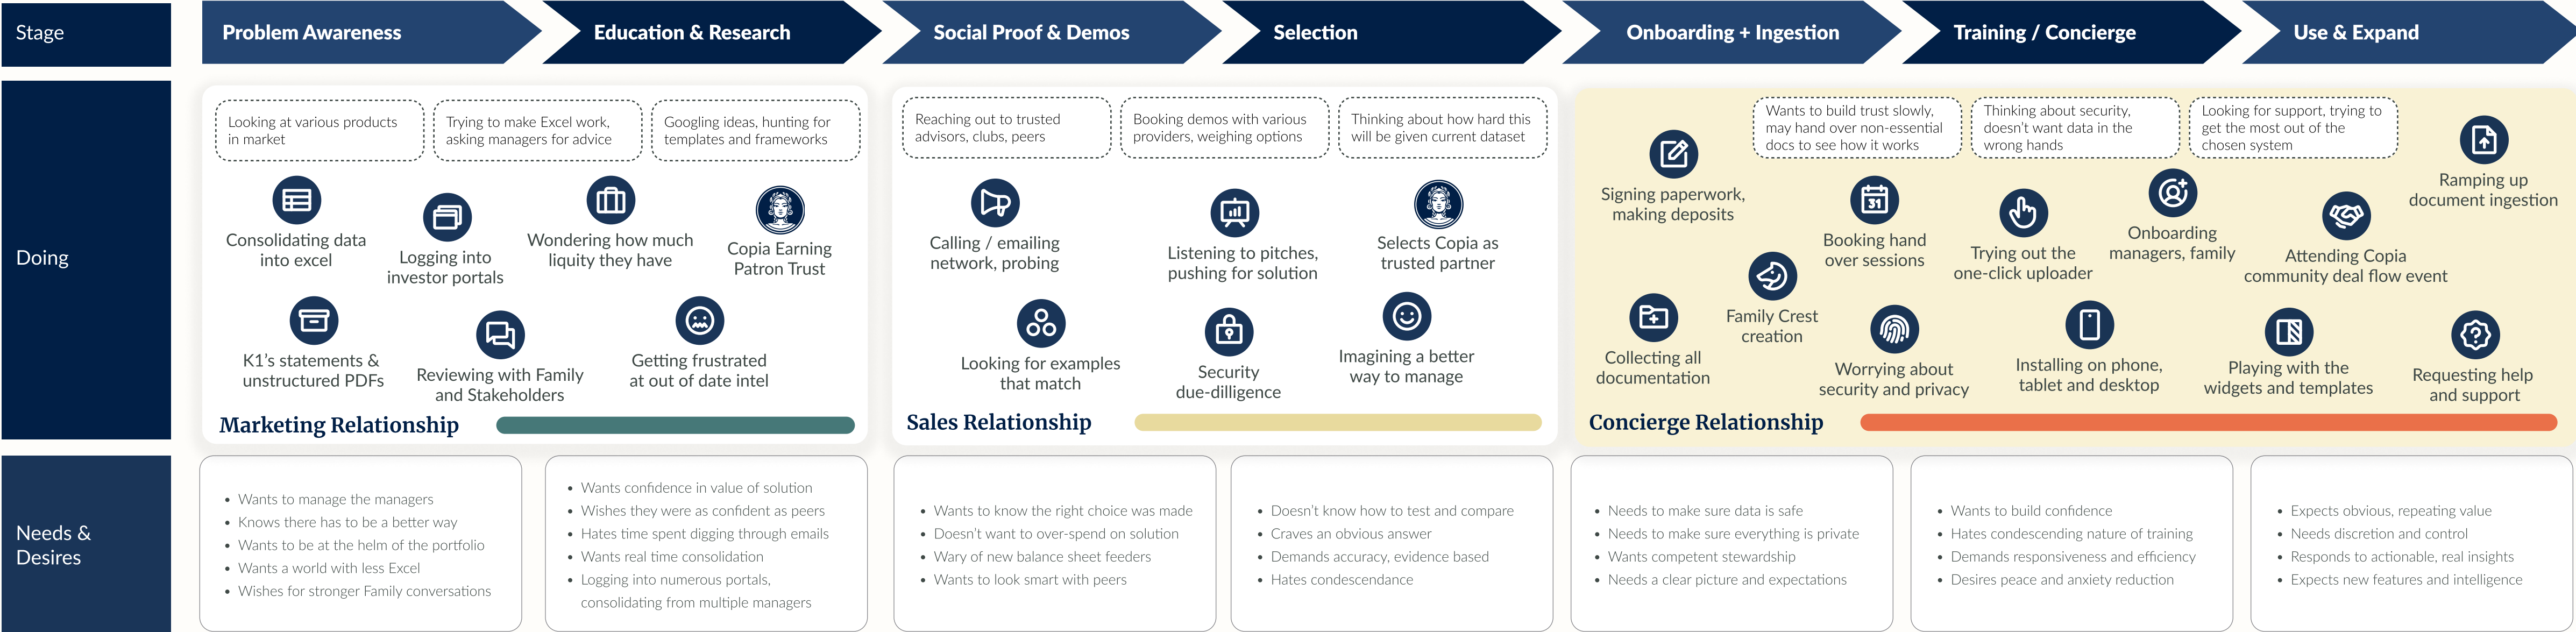 Stage
Problem Awareness
Education & Research
Social Proof & Demos
Selection
Onboarding + Ingestion
Training / Concierge
Use & Expand
Doing
Looking at various products
in market
Trying to make Excel work,
asking managers for advice
Googling ideas, hunting for
templates and frameworks
Consolidating data
into excel
Logging into
investor portals
Wondering how much
liquity they have
Copia Earning
Patron Trust
K1's statements &
unstructured PDFs
Reviewing with Family
and Stakeholders
Getting frustrated
at out of date intel
Marketing Relationship
Reaching out to trusted
advisors, clubs, peers
Booking demos with various
providers, weighing options
Thinking about how hard this
will be given current dataset
Calling / emailing
network, probing
Listening to pitches,
pushing for solution
Selects Copia as
trusted partner
Looking for examples
that match
Security
due-dilligence
Imagining a better
way to manage
Sales Relationship
Wants to build trust slowly,
may hand over non-essential
docs to see how it works
Thinking about security,
doesn't want data in the
wrong hands
Looking for support, trying to
get the most out of the
chosen system
Signing paperwork,
making deposits
31
Booking hand
over sessions
Trying out the
one-click uploader
Onboarding
managers, family
Attending Copia
community deal flow event
Ramping up
document ingestion
Collecting all
documentation
Family Crest
creation
Worrying about
security and privacy
Installing on phone,
tablet and desktop
Playing with the
widgets and templates
Requesting help
and support
Concierge Relationship
Needs &
Desires
• Wants to manage the managers
• Knows there has to be a better way
• Wants to be at the helm of the portfolio
• Wants a world with less Excel
• Wishes for stronger Family conversations
• Wants confidence in value of solution
• Wishes they were as confident as peers
• Hates time spent digging through emails
• Wants real time consolidation
• Logging into numerous portals,
consolidating from multiple managers
• Wants to know the right choice was made
• Doesn't want to over-spend on solution
• Wary of new balance sheet feeders
• Wants to look smart with peers
• Doesn't know how to test and compare
• Craves an obvious answer
• Demands accuracy, evidence based
• Hates condescendance
• Needs to make sure data is safe
• Needs to make sure everything is private
• Wants competent stewardship
• Needs a clear picture and expectations
• Wants to build confidence
• Hates condescending nature of training
• Demands responsiveness and efficiency
• Desires peace and anxiety reduction
• Expects obvious, repeating value
• Needs discretion and control
• Responds to actionable, real insights
• Expects new features and intelligence